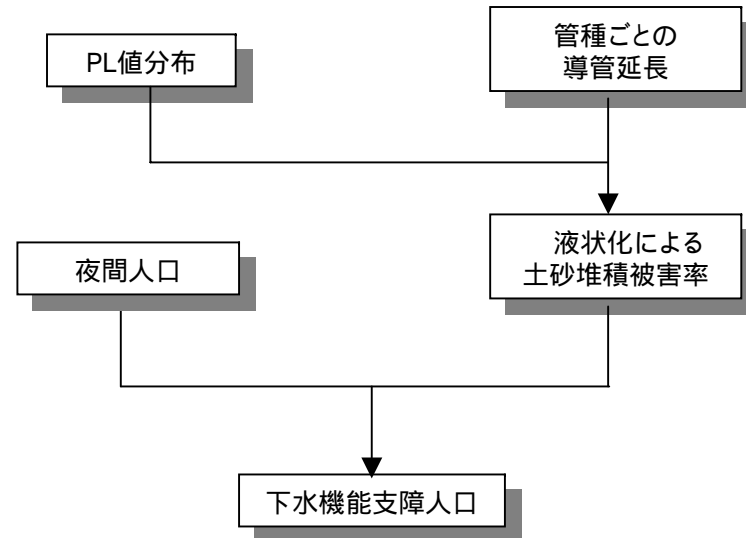 PL値分布
管種ごとの
導管延長
夜間人口
液状化による
土砂堆積被害率
下水機能支障人口